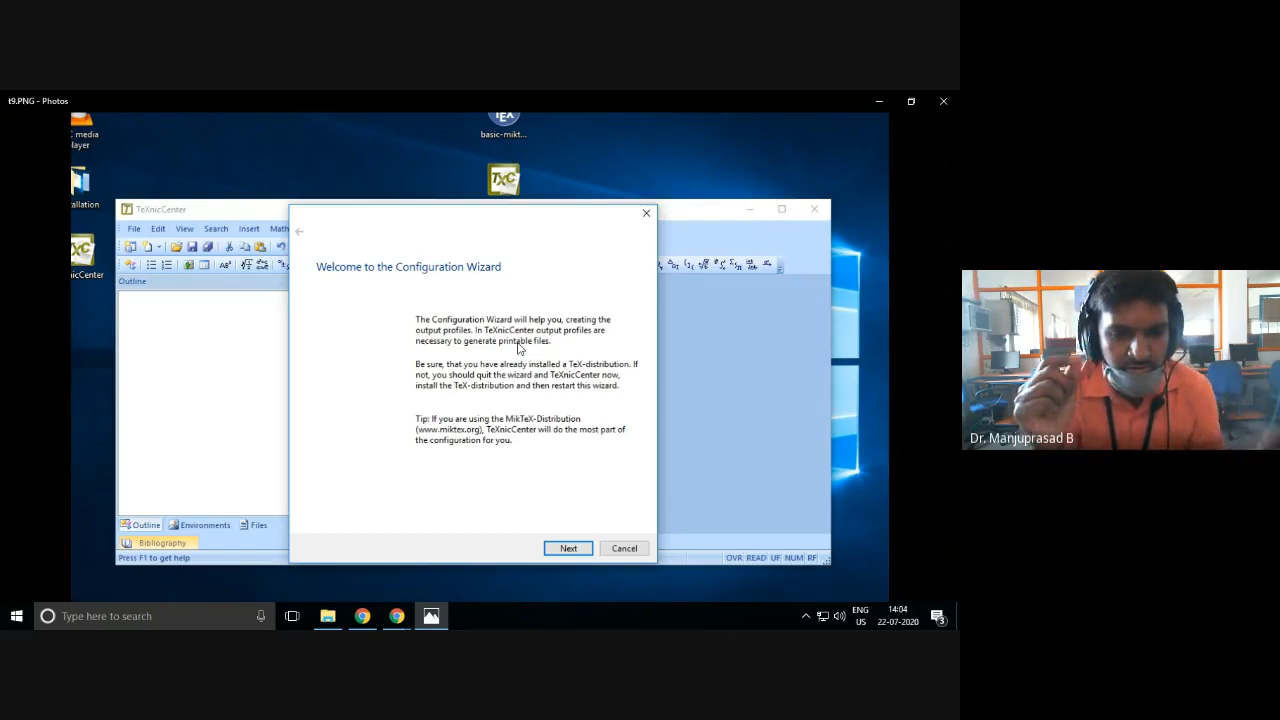 t9.PNG - Photos
C media
ayer
basic-mikt...
TXC
allation
nicCenter
TeXnicCenter
File Edit View Search Insert Math
Outline
Welcome to the Configuration Wizard
The Configuration Wizard will help you, creating the
output profiles. In TeXnicCenter output profiles are
necessary to generate printable files.
Be sure, that you have already installed a TeX-distribution. If
not, you should quit the wizard and TeXnicCenter now,
install the TeX-distribution and then restart this wizard.
Tip: If you are using the MikTeX-Distribution
(www.miktex.org), TeXnicCenter will do the most part of
the configuration for you.
Next Cancel
Outline Environments Files
Bibliography
Press F1 to get help
OVR READ UF NUM RF
Dr. Manjuprasad B
Type here to search
ENG
US
14:04
22-07-2020
3